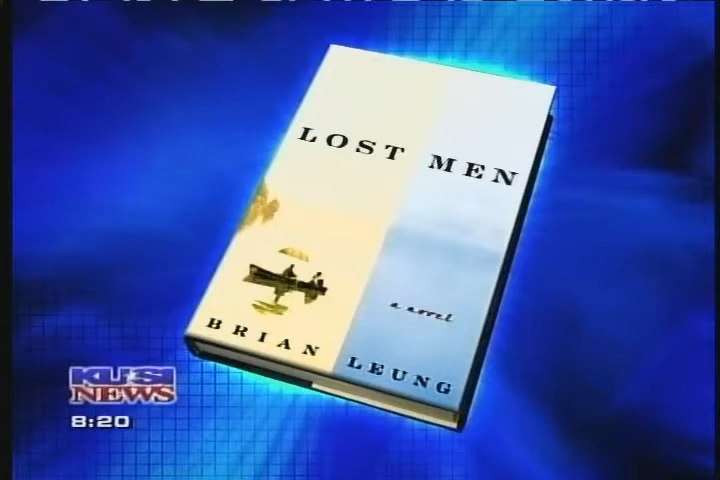 LOST MEN
a novel
BRIAN LEUNG
KUSI
NEWS
8:20